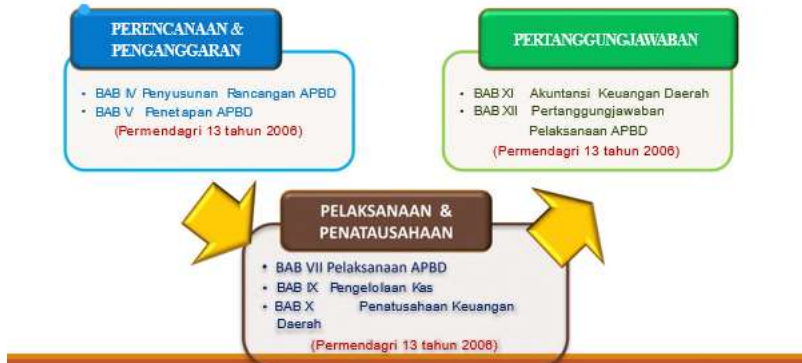 PERENCANAAN &
PENGANGGARAN
• BAB IV Penyusunan Rancangan APBD
• BAB V Penetapan APBD
(Permendagri 13 tahun 2006)
PERTANGGUNGJAWABAN
• BAB XI Akuntansi Keuangan Daerah
• BAB XII Pertanggungjawaban
Pelaksanaan APBD
(Permendagri 13 tahun 2006)
PELAKSANAAN &
PENATAUSAHAAN
• BAB VII Pelaksanaan APBD
• BAB IX Pengelolaan Kas
• BAB X Penatusahaan Keuangan
Daerah
(Permendagri 13 tahun 2006)